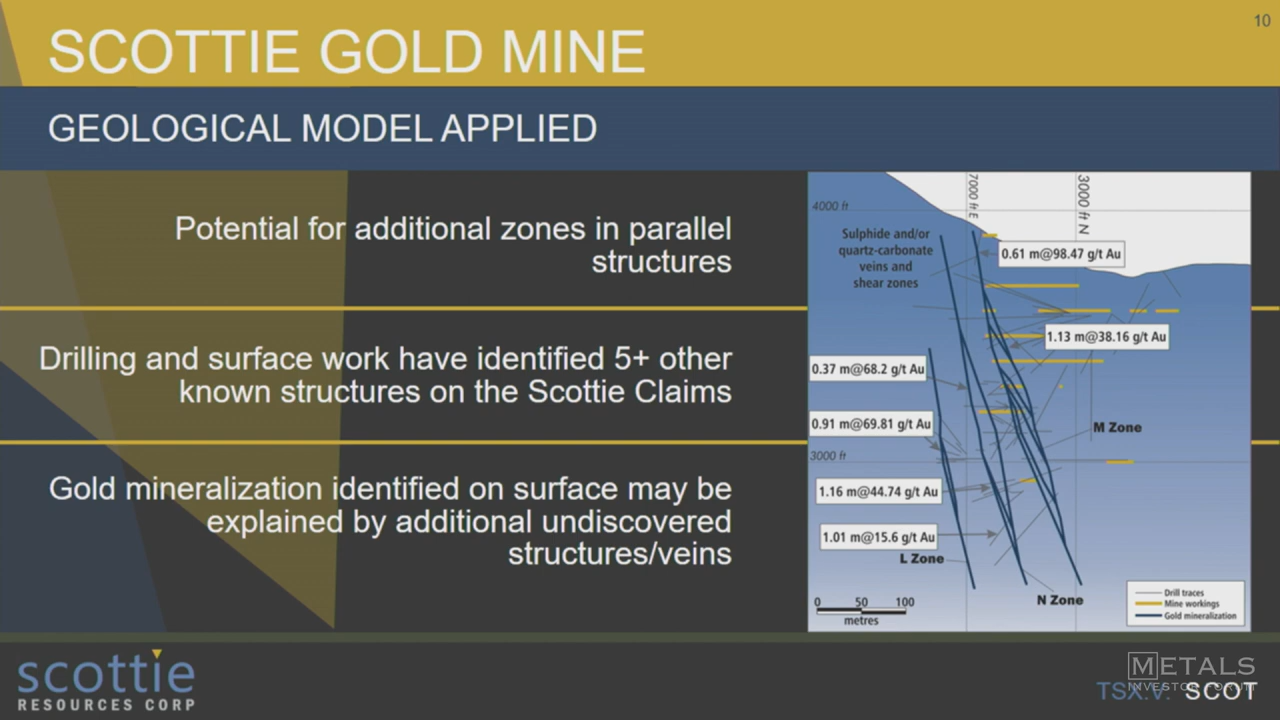 10
SCOTTIE GOLD MINE
GEOLOGICAL MODEL APPLIED
Potential for additional zones in parallel
structures
Drilling and surface work have identified 5+ other
known structures on the Scottie Claims
Gold mineralization identified on surface may be
explained by additional undiscovered
structures/veins
7000 ft E
3000 ft N
4000 ft
Sulphide and/or
quartz-carbonate
veins and
shear zones
0.61 m@98.47 g/t Au
1.13 m@38.16 g/t Au
0.37 m@68.2 g/t Au
0.91 m@69.81 g/t Au
M Zone
3000 ft
1.16 m@44.74 g/t Au
1.01 m@15.6 g/t Au
L Zone
N Zone
0 50 100
metres
Drill traces
Mine workings
Gold mineralization
scottie
RESOURCES CORP
METALS
INVESTOR FORUM
TSX.V: SCOT